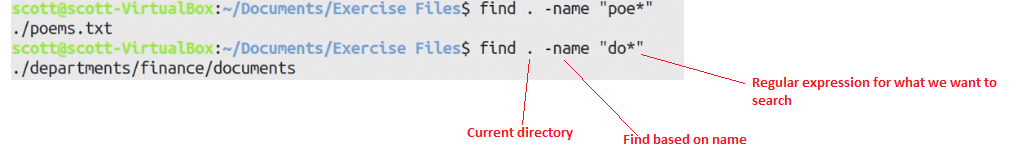 scott@scott-VirtualBox:~/Documents/Exercise Files$ find . -name "poe*"
./poems.txt
scott@scott-VirtualBox:~/Documents/Exercise Files$ find . -name "do*"
./departments/finance/documents
Regular expression for what we want to
search
Current directory
Find based on name